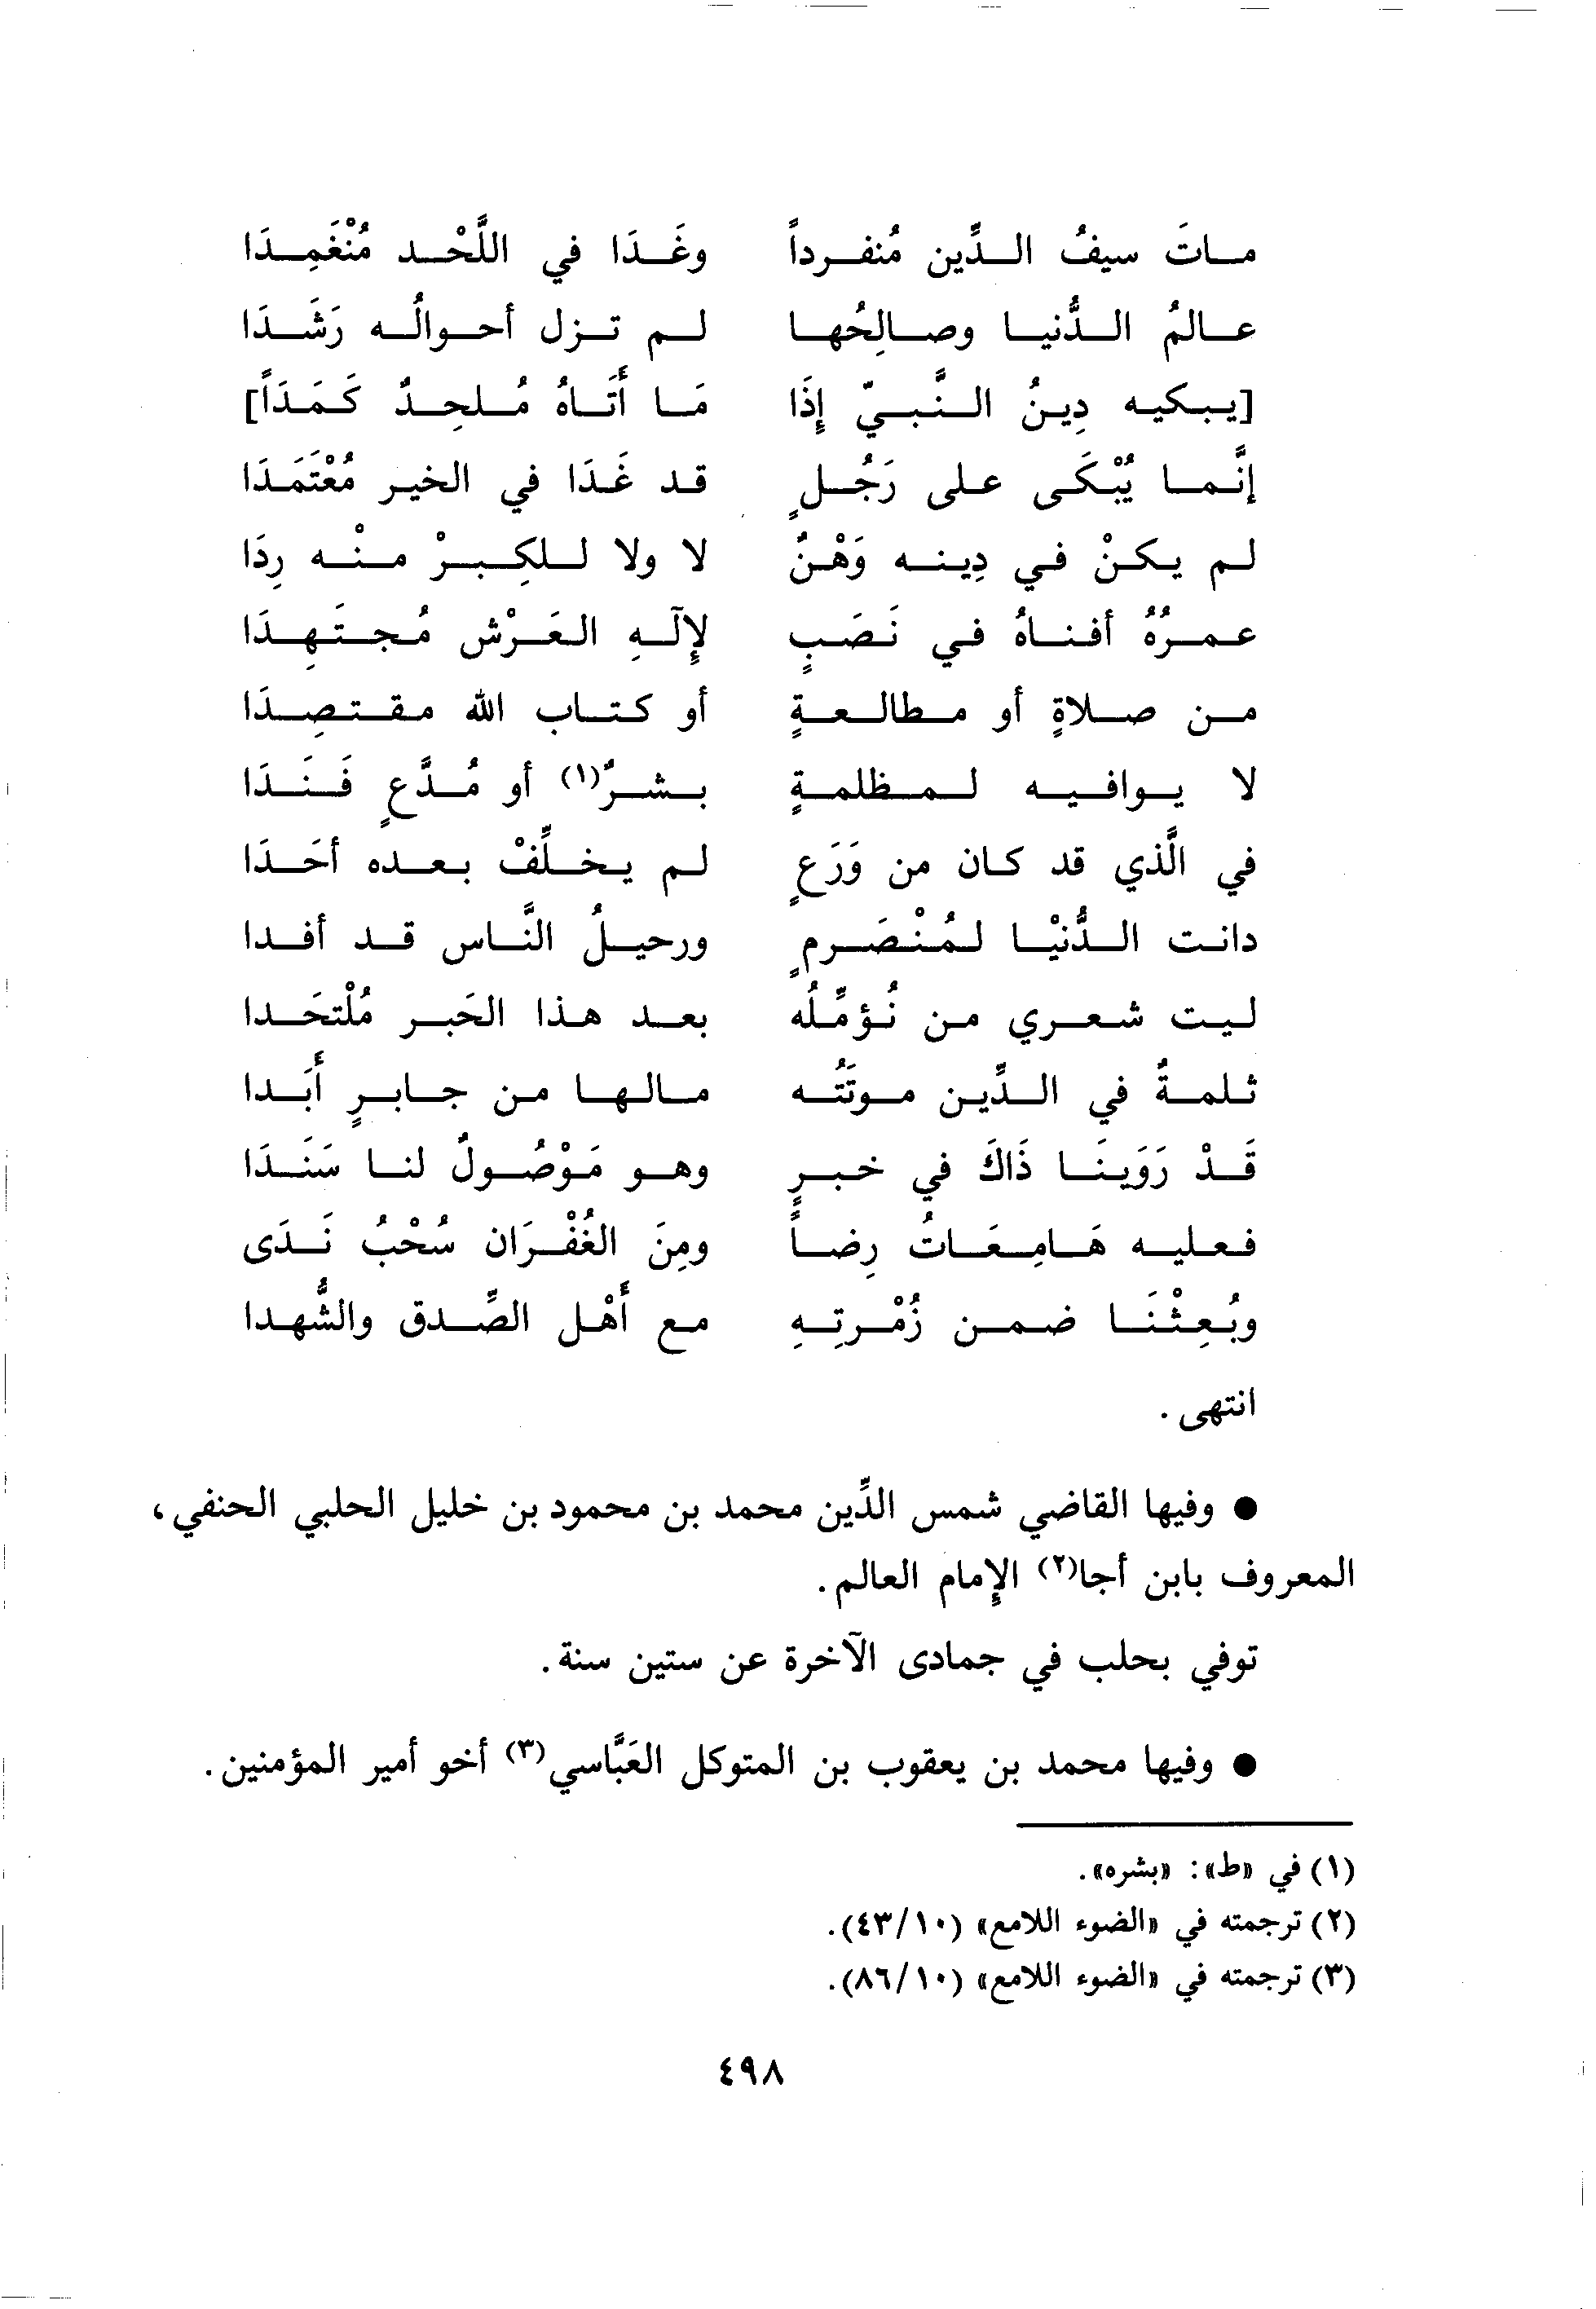 ماتَ سيفُ الدِّين مُنفرداً وغَدَا في اللَّحْد مُنْغَمِدَا
عالمُ الدُّنيا وصالِحُها لم تزل أحوالُه رَشَدَا
[يبكيه دِينُ النَّبيّ إِذَا مَا أَتَاهُ مُلحِدٌ كَمَدَاً]
إنَّما يُبْكَى على رَجُلٍ قد غَدَا في الخير مُعْتَمَدَا
لم يكنْ في دِينه وَهْنٌ لا ولا للكِبرْ منْه رِدَا
عمرُهُ أفناهُ في نَصَبٍ لإِلَهِ العَرْش مُجتَهِدَا
من صلاةٍ أو مطالعةٍ أو كتاب الله مقتصِدَا
لا يوافيه لمظلمةٍ بشرٌ(١) أو مُدَّعٍ فَنَدَا
في الَّذي قد كان من وَرَعٍ لم يخلِّفْ بعده أحَدَا
دانت الدُّنْيَا لمُنْصَرمٍ ورحيلُ النَّاس قد أفدا
ليت شعري من نُؤمِّلُه بعد هذا الحَبر مُلْتحَدا
ثلمةٌ في الدِّين موتَتُه مالها من جابرٍ أَبَدا
قَدْ رَوَينَا ذَاكَ في خبرٍ وهو مَوْصُولٌ لنا سَنَدَا
فعليه هَامِعَاتُ رِضاً ومِنَ الغُفْرَان سُحْبُ نَدَى
وبُعِثْنَا ضمن زُمْرتِهِ مع أَهْل الصِّدق والشُّهدا
انتهى.
● وفيها القاضي شمس الدِّين محمد بن محمود بن خليل الحلبي الحنفي،
المعروف بابن أجا(٢) الإمام العالم.
توفي بحلب في جمادى الآخرة عن ستين سنة.
● وفيها محمد بن يعقوب بن المتوكل العَبَّاسي(٣) أخو أمير المؤمنين.
(١) في «ط»: «بشره».
(٢) ترجمته في «الضوء اللامع» (٤٣/١٠).
(٣) ترجمته في «الضوء اللامع» (٨٦/١٠).
٤٩٨